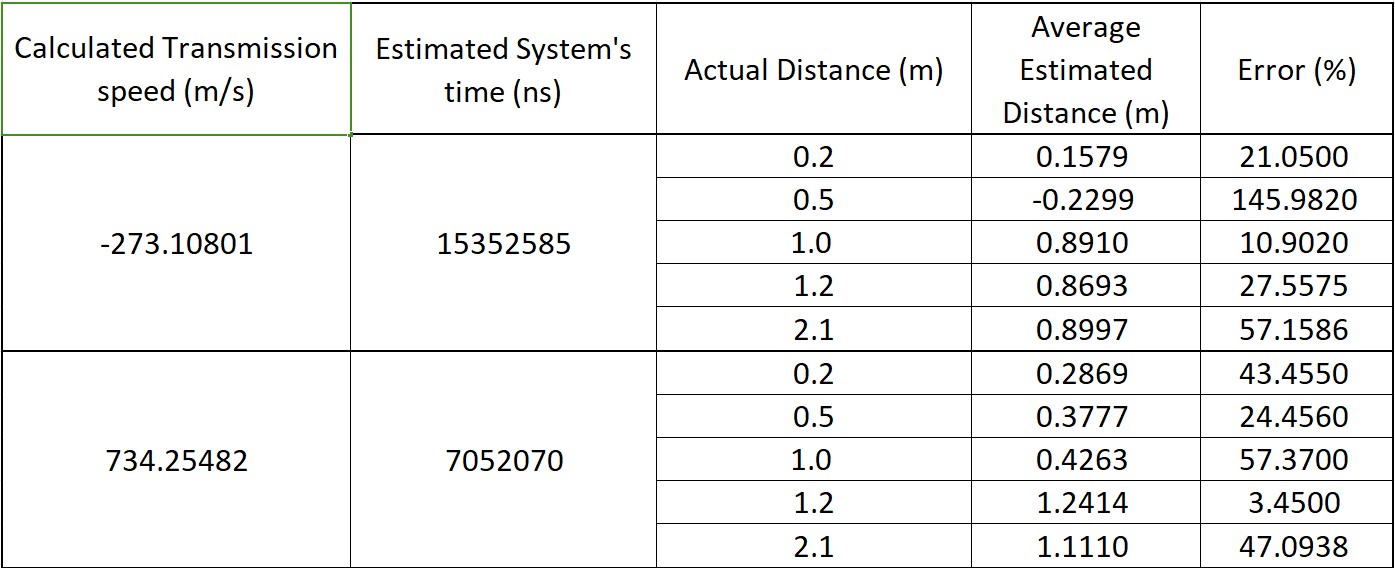 Calculated Transmission
speed (m/s)
Estimated System's
time (ns)
Actual Distance (m)
Average
Estimated
Distance (m)
Error (%)
-273.10801
15352585
0.2 0.1579 21.0500
0.5 -0.2299 145.9820
1.0 0.8910 10.9020
1.2 0.8693 27.5575
2.1 0.8997 57.1586
734.25482
7052070
0.2 0.2869 43.4550
0.5 0.3777 24.4560
1.0 0.4263 57.3700
1.2 1.2414 3.4500
2.1 1.1110 47.0938